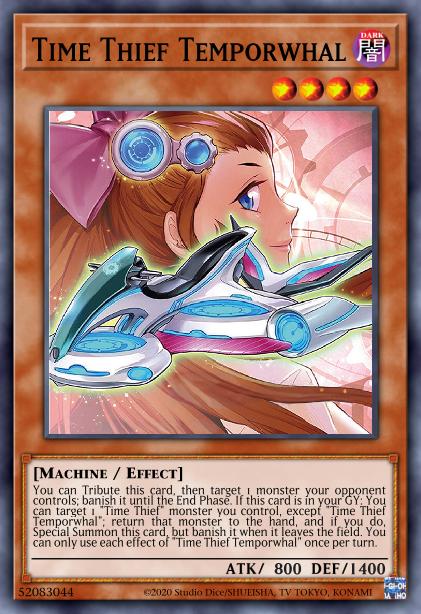 TIME THIEF TEMPORWHAL
DARK
闇
[MACHINE / EFFECT]
You can Tribute this card, then target 1 monster your opponent
controls; banish it until the End Phase. If this card is in your GY: You
can target 1 "Time Thief" monster you control, except "Time Thief
Temporwhal"; return that monster to the hand, and if you do,
Special Summon this card, but banish it when it leaves the field. You
can only use each effect of "Time Thief Temporwhal" once per turn.
ATK/ 800 DEF/1400
52083044
©2020 Studio Dice/SHUEISHA, TV TOKYO, KONAMI